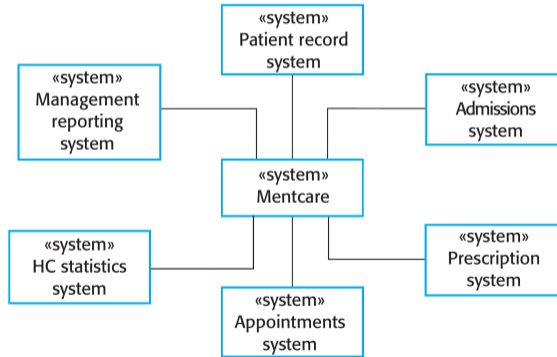 «system»
Patient record
system
«system»
Management
reporting
system
«system»
Admissions
system
«system»
Mentcare
«system»
HC statistics
system
«system»
Prescription
system
«system»
Appointments
system